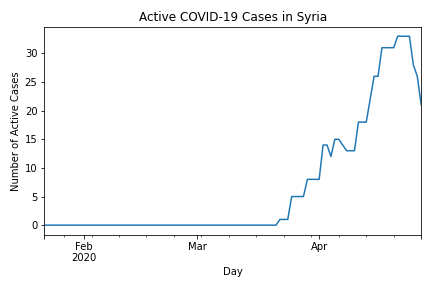 Active COVID-19 Cases in Syria
Number of Active Cases
30
25
20
15
10
5
0
Feb
2020
Mar
Apr
Day